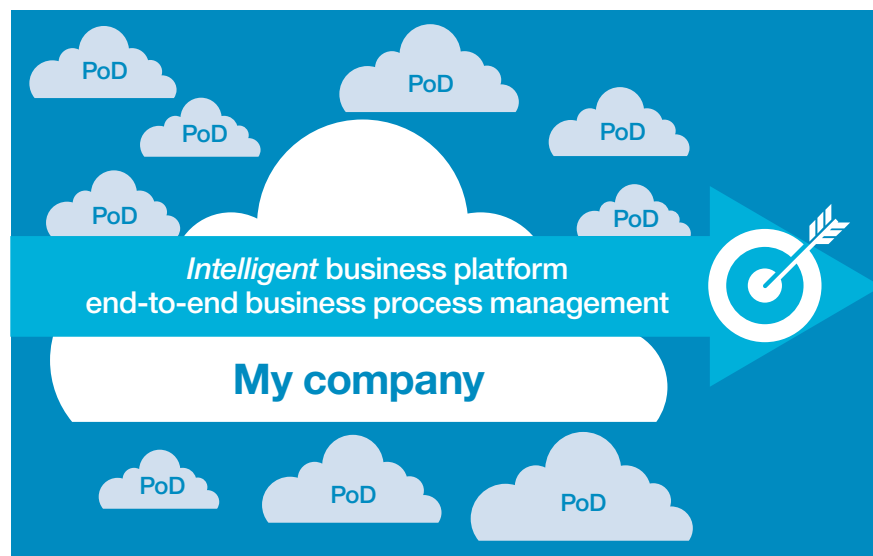 PoD
PoD
PoD
PoD
PoD
PoD
Intelligent business platform
end-to-end business process management
My company
PoD
PoD
PoD